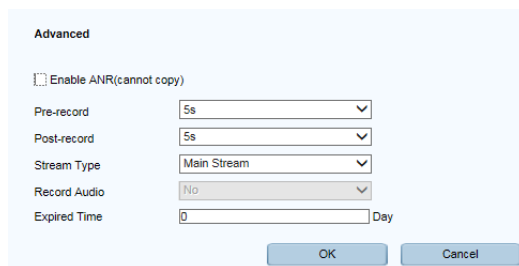 Advanced
Enable ANR(cannot copy)
Pre-record 5s
Post-record 5s
Stream Type Main Stream
Record Audio No
Expired Time 0 Day
OK Cancel